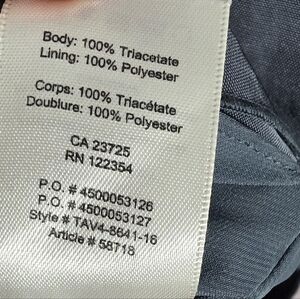 Body: 100% Triacetate
Lining: 100% Polyester
Corps: 100% Triacétate
Doublure: 100% Polyester
CA 23725
RN 122354
P.O. # 4500053126
P.O. # 4500053127
Style # TAV4-8641-16
Article # 58718